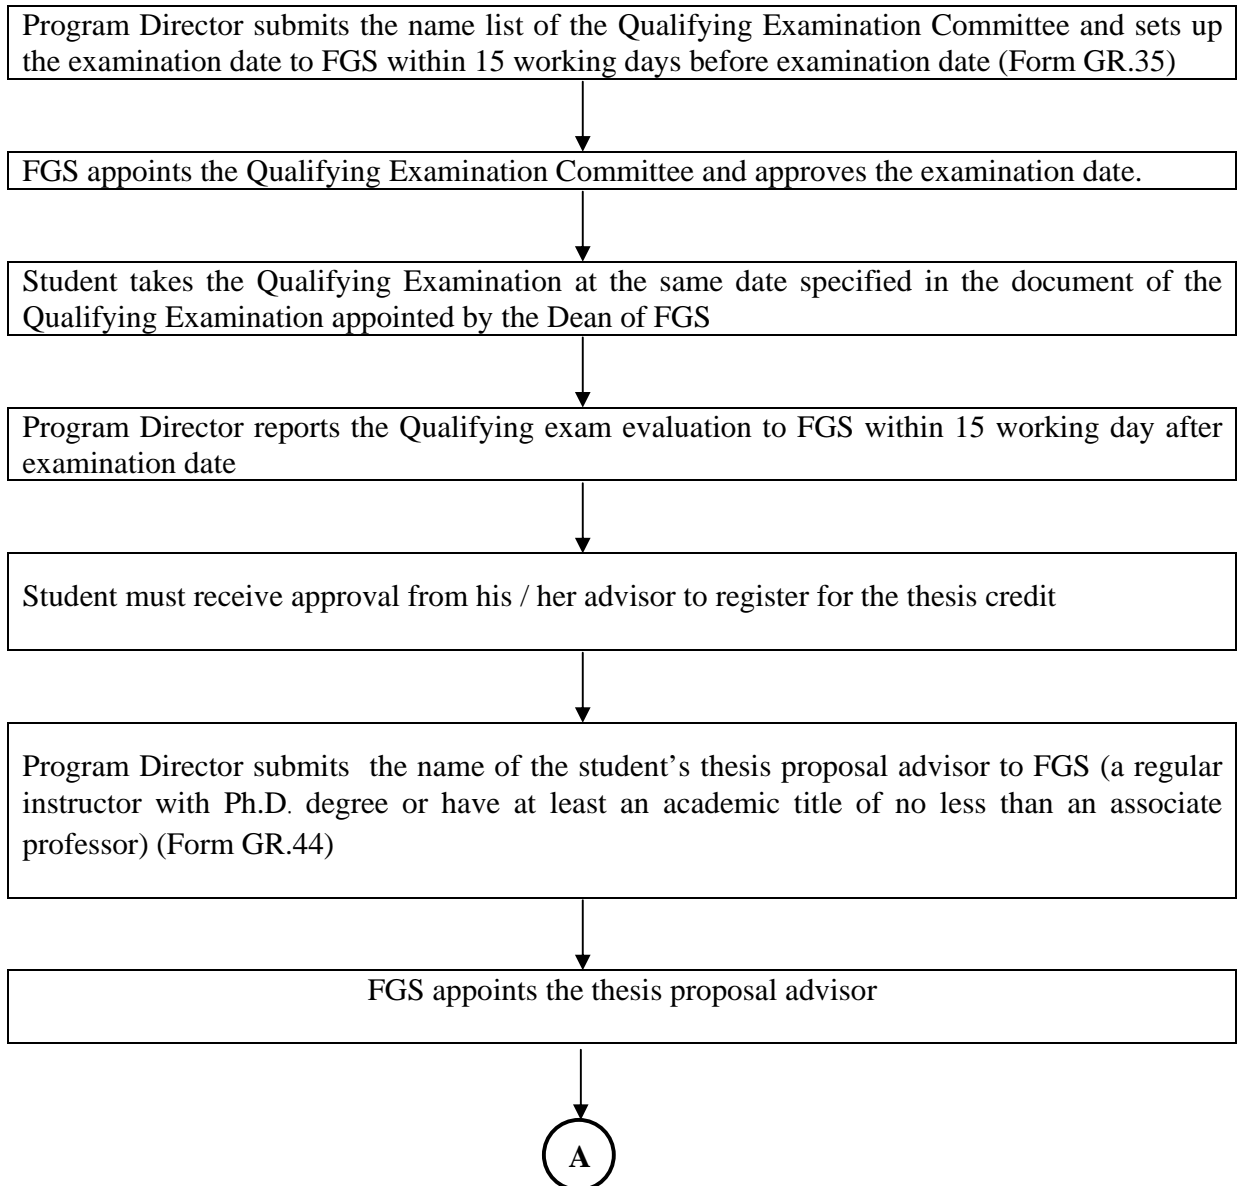 Program Director submits the name list of the Qualifying Examination Committee and sets up
the examination date to FGS within 15 working days before examination date (Form GR.35)
FGS appoints the Qualifying Examination Committee and approves the examination date.
Student takes the Qualifying Examination at the same date specified in the document of the
Qualifying Examination appointed by the Dean of FGS
Program Director reports the Qualifying exam evaluation to FGS within 15 working day after
examination date
Student must receive approval from his / her advisor to register for the thesis credit
Program Director submits the name of the student’s thesis proposal advisor to FGS (a regular
instructor with Ph.D. degree or have at least an academic title of no less than an associate
professor) (Form GR.44)
FGS appoints the thesis proposal advisor
A